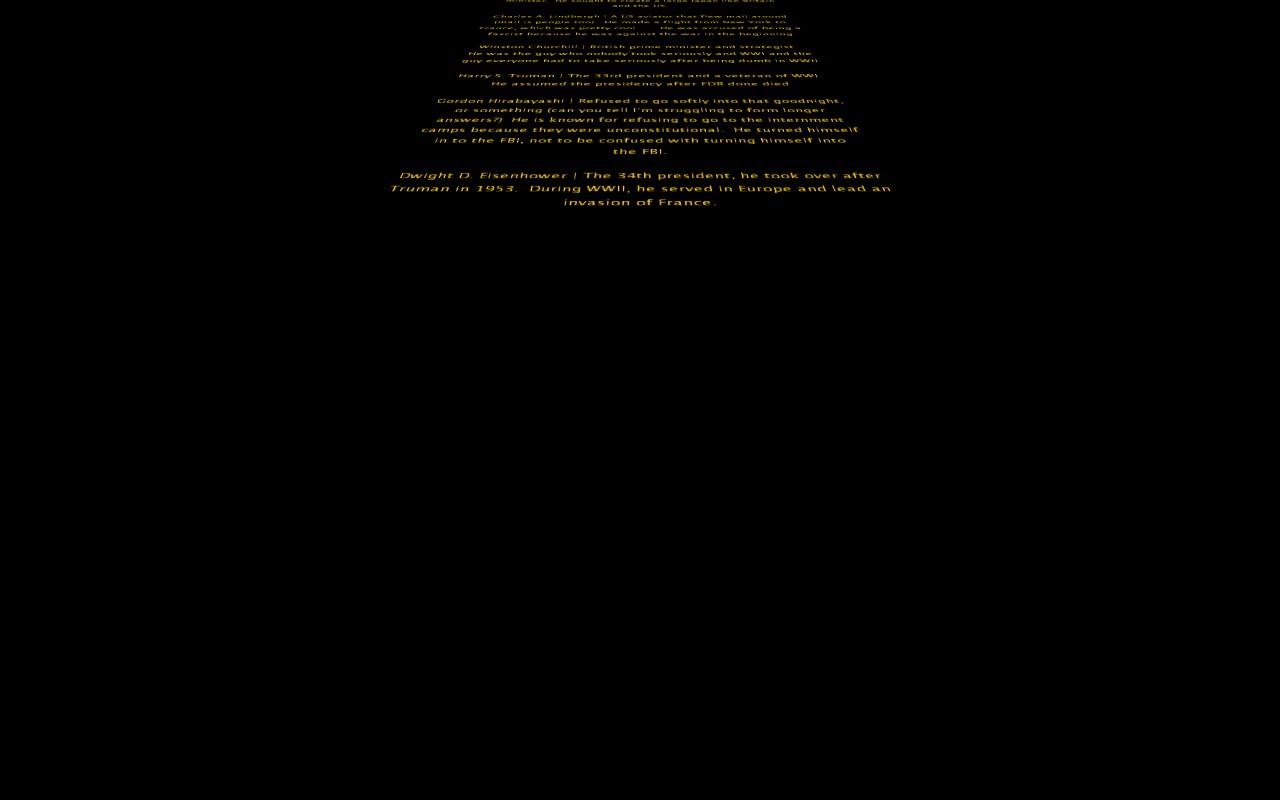 minister. He sought to create a large Japan like Britain
and the US.
Charles A. Lindbergh | A US aviator that flew mail around
(mail is people too). He made a flight from New York to
France, which was pretty cool. He was accused of being a
fascist because he was against the war in the beginning
Winston Churchill | British prime minister and strategist.
He was the guy who nobody took seriously and WWI and the
guy everyone had to take seriously after being dumb in WWII
Harry S. Truman | The 33rd president and a veteran of WWI.
He assumed the presidency after FDR done died
Gordon Hirabayashi | Refused to go softly into that goodnight,
or something (can you tell I'm struggling to form longer
answers?) He is known for refusing to go to the internment
camps because they were unconstitutional. He turned himself
in to the FBI, not to be confused with turning himself into
the FBI.
Dwight D. Eisenhower | The 34th president, he took over after
Truman in 1953. During WWII, he served in Europe and lead an
invasion of France.